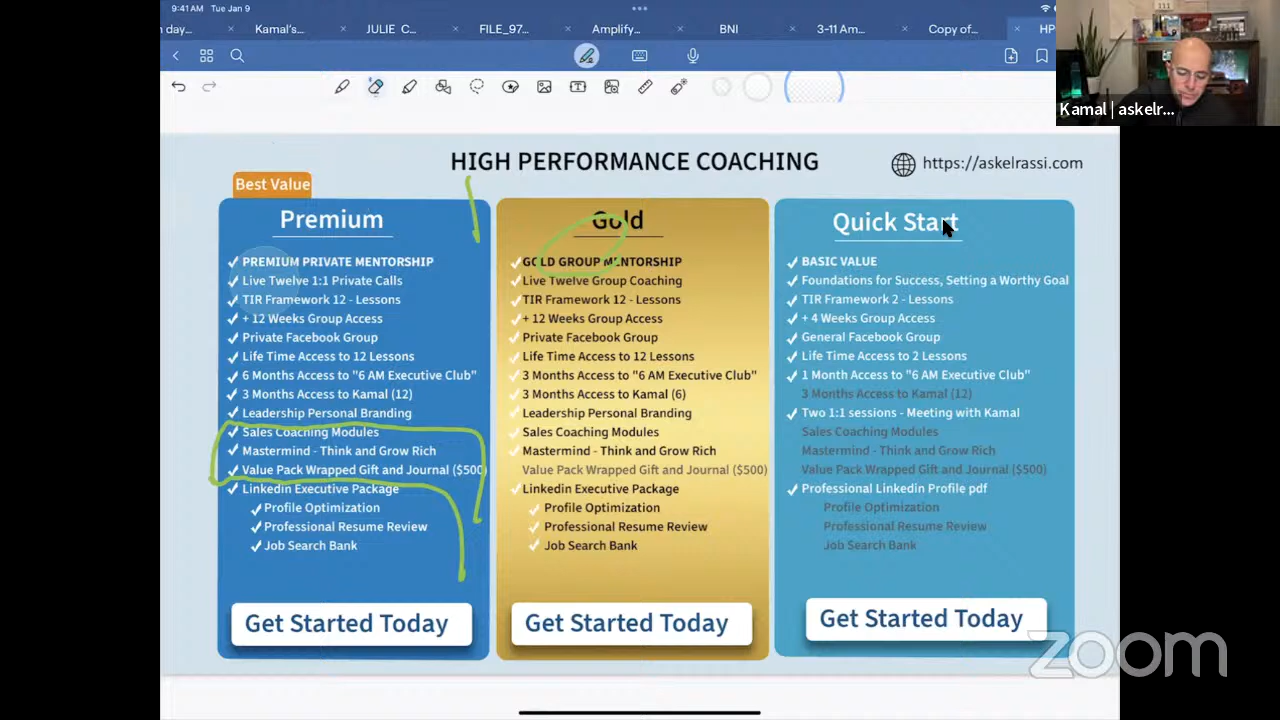 9:41AM Tue Jan 9
n day...
Kamal's...
JULIE C...
FILE_97...
Amplify...
BNI
3-11 Am...
Copy of...
HP
Kamal | askelr...
HIGH PERFORMANCE COACHING
https://askelrassi.com
Best Value
Premium
PREMIUM PRIVATE MENTORSHIP
Live Twelve 1:1 Private Calls
TIR Framework 12 - Lessons
+ 12 Weeks Group Access
Private Facebook Group
Life Time Access to 12 Lessons
6 Months Access to "6 AM Executive Club"
3 Months Access to Kamal (12)
Leadership Personal Branding
Sales Coaching Modules
Mastermind - Think and Grow Rich
Value Pack Wrapped Gift and Journal ($500)
Linkedin Executive Package
Profile Optimization
Professional Resume Review
Job Search Bank
Get Started Today
Gold
GOLD GROUP MENTORSHIP
Live Twelve Group Coaching
TIR Framework 12 - Lessons
+ 12 Weeks Group Access
Private Facebook Group
Life Time Access to 12 Lessons
3 Months Access to "6 AM Executive Club"
3 Months Access to Kamal (6)
Leadership Personal Branding
Sales Coaching Modules
Mastermind - Think and Grow Rich
Value Pack Wrapped Gift and Journal ($500)
Linkedin Executive Package
Profile Optimization
Professional Resume Review
Job Search Bank
Get Started Today
Quick Start
BASIC VALUE
Foundations for Success, Setting a Worthy Goal
TIR Framework 2 - Lessons
+ 4 Weeks Group Access
General Facebook Group
Life Time Access to 2 Lessons
1 Month Access to "6 AM Executive Club"
3 Months Access to Kamal (12)
Two 1:1 sessions - Meeting with Kamal
Sales Coaching Modules
Mastermind - Think and Grow Rich
Value Pack Wrapped Gift and Journal ($500)
Professional Linkedin Profile pdf
Profile Optimization
Professional Resume Review
Job Search Bank
Get Started Today
zoom